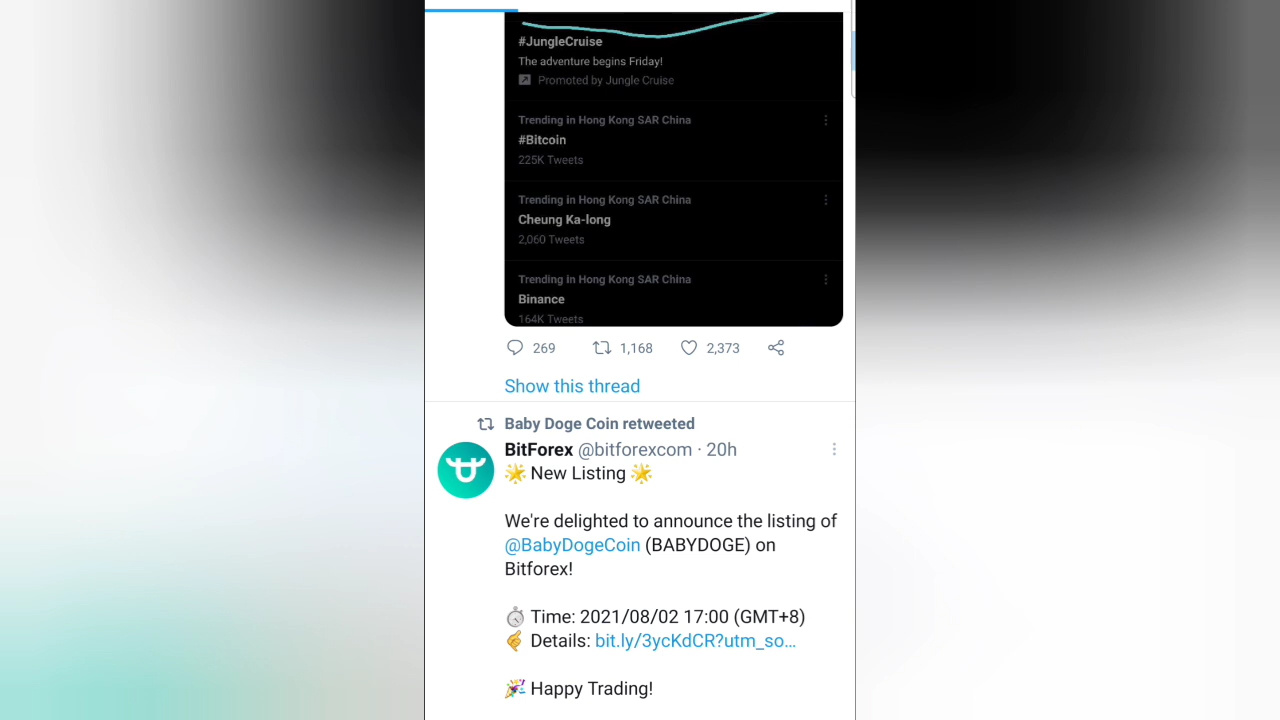 #JungleCruise
The adventure begins Friday!
Promoted by Jungle Cruise
Trending in Hong Kong SAR China
#Bitcoin
225K Tweets
Trending in Hong Kong SAR China
Cheung Ka-long
2,060 Tweets
Trending in Hong Kong SAR China
Binance
164K Tweets
269 1,168 2,373
Show this thread
Baby Doge Coin retweeted
BitForex @bitforexcom · 20h
🌟 New Listing 🌟
We're delighted to announce the listing of
@BabyDogeCoin (BABYDOGE) on
Bitforex!
Time: 2021/08/02 17:00 (GMT+8)
Details: bit.ly/3ycKdCR?utm_so...
🎉 Happy Trading!